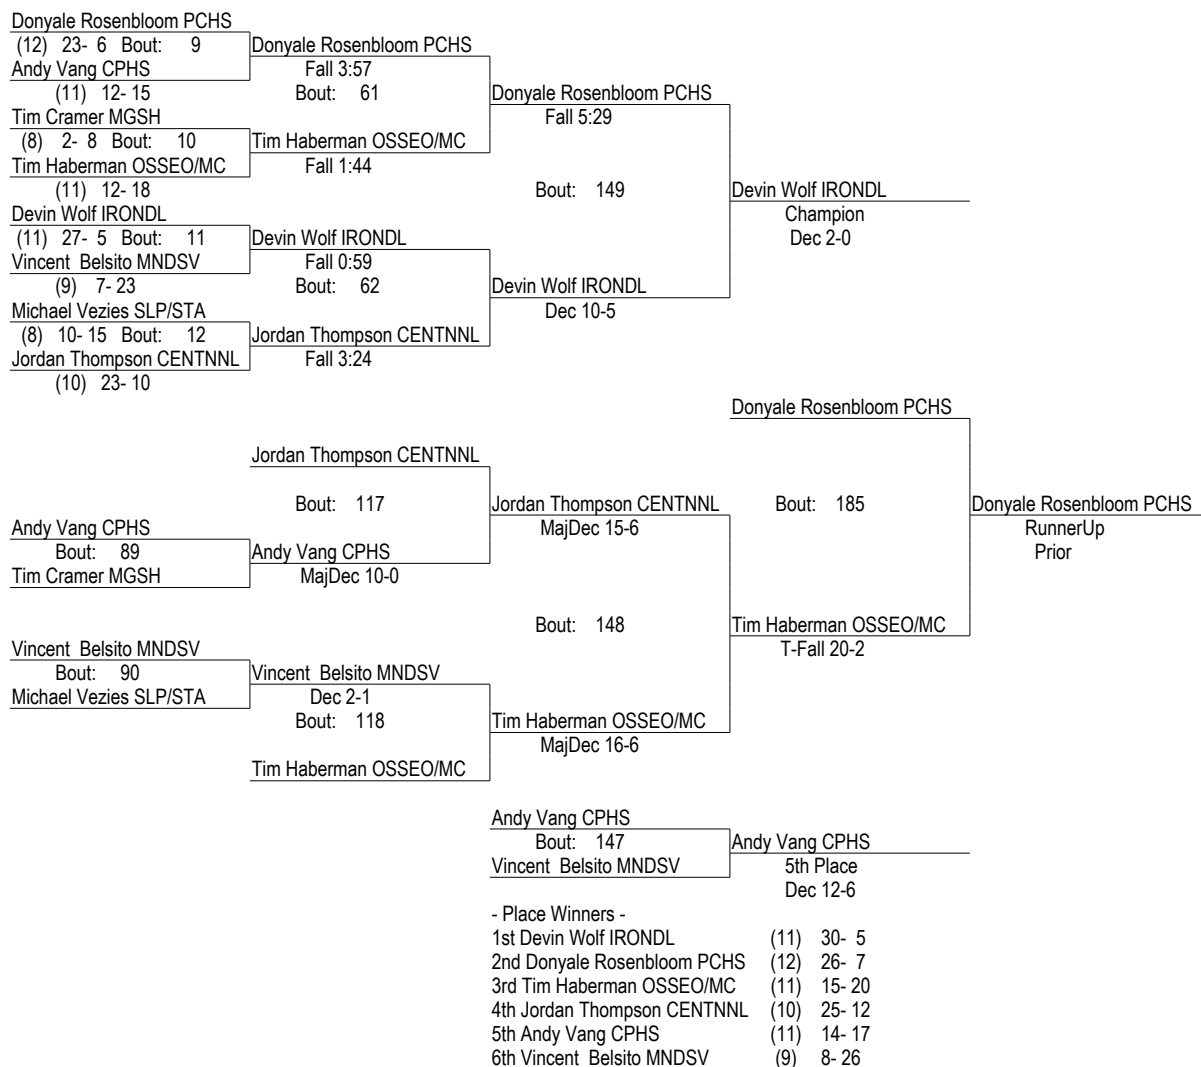 Donyale Rosenbloom PCHS
(12) 23- 6 Bout: 9
Andy Vang CPHS
(11) 12- 15
Tim Cramer MGSH
(8) 2- 8 Bout: 10
Tim Haberman OSSEO/MC
(11) 12- 18
Devin Wolf IRONDL
(11) 27- 5 Bout: 11
Vincent Belsito MNDSV
(9) 7- 23
Michael Vezies SLP/STA
(8) 10- 15 Bout: 12
Jordan Thompson CENTNNL
(10) 23- 10
Donyale Rosenbloom PCHS
Fall 3:57
Bout: 61
Tim Haberman OSSEO/MC
Fall 1:44
Devin Wolf IRONDL
Fall 0:59
Bout: 62
Jordan Thompson CENTNNL
Fall 3:24
Donyale Rosenbloom PCHS
Fall 5:29
Bout: 149
Devin Wolf IRONDL
Dec 10-5
Devin Wolf IRONDL
Champion
Dec 2-0
Andy Vang CPHS
Bout: 89
Tim Cramer MGSH
Vincent Belsito MNDSV
Bout: 90
Michael Vezies SLP/STA
Jordan Thompson CENTNNL
Bout: 117
Andy Vang CPHS
MajDec 10-0
Vincent Belsito MNDSV
Dec 2-1
Bout: 118
Tim Haberman OSSEO/MC
Jordan Thompson CENTNNL
MajDec 15-6
Bout: 148
Tim Haberman OSSEO/MC
MajDec 16-6
Donyale Rosenbloom PCHS
Bout: 185
Tim Haberman OSSEO/MC
T-Fall 20-2
Donyale Rosenbloom PCHS
RunnerUp
Prior
Andy Vang CPHS
Bout: 147
Vincent Belsito MNDSV
Andy Vang CPHS
5th Place
Dec 12-6
- Place Winners -
1st Devin Wolf IRONDL (11) 30- 5
2nd Donyale Rosenbloom PCHS (12) 26- 7
3rd Tim Haberman OSSEO/MC (11) 15- 20
4th Jordan Thompson CENTNNL (10) 25- 12
5th Andy Vang CPHS (11) 14- 17
6th Vincent Belsito MNDSV (9) 8- 26